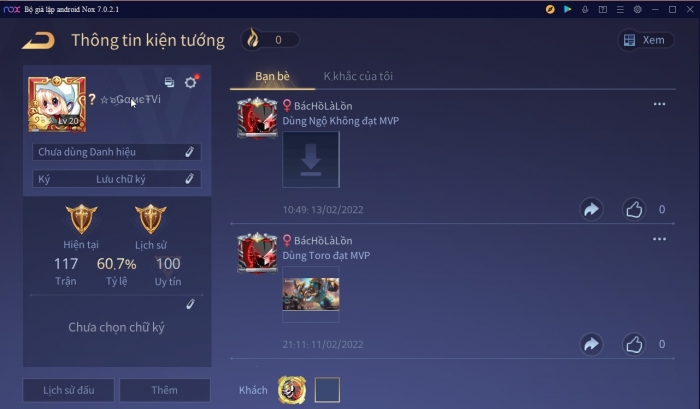 nox Bộ giả lập android Nox 7.0.2.1
Thông tin kiện tướng
0
Xem
Bạn bè
K.khắc của tôi
Lv 20
Chưa dùng Danh hiệu
Ký Lưu chữ ký
Hiện tại Lịch sử
117 60.7% 100
Trận Tỷ lệ Uy tín
Chưa chọn chữ ký
Lịch sử đấu Thêm
BácHồLàLồn
Dùng Ngộ Không đạt MVP
10:49: 13/02/2022
0
BácHồLàLồn
Dùng Toro đạt MVP
21:11: 11/02/2022
0
Khách